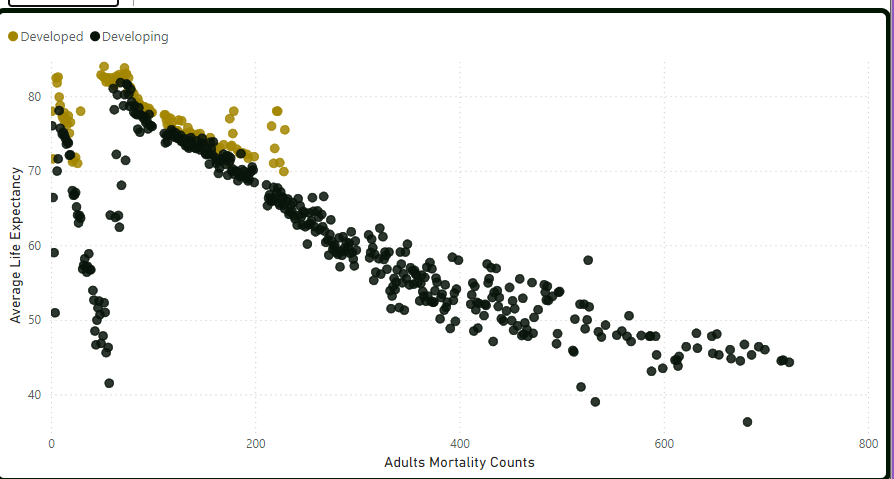 Developed Developing
Average Life Expectancy
80
70
60
50
40
0 200 400 600 800
Adults Mortality Counts